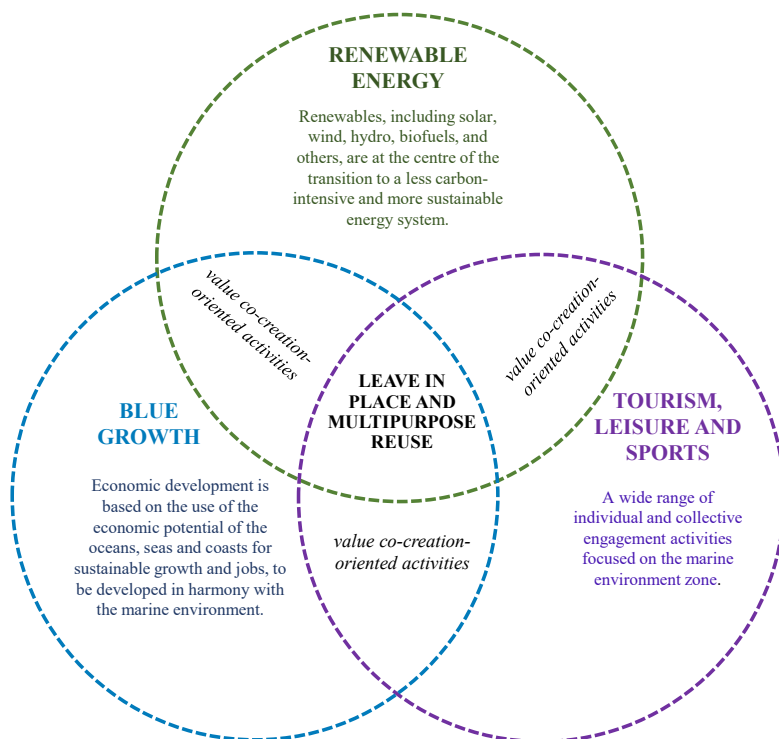 RENEWABLE
ENERGY
Renewables, including solar,
wind, hydro, biofuels, and
others, are at the centre of the
transition to a less carbon-
intensive and more sustainable
energy system.
value co-creation-
oriented activities
value co-creation-
oriented activities
LEAVE IN
PLACE AND
MULTIPURPOSE
REUSE
BLUE
GROWTH
Economic development is
based on the use of the
economic potential of the
oceans, seas and coasts for
sustainable growth and jobs, to
be developed in harmony with
the marine environment.
TOURISM,
LEISURE AND
SPORTS
A wide range of
individual and collective
engagement activities
focused on the marine
environment zone.
value co-creation-
oriented activities